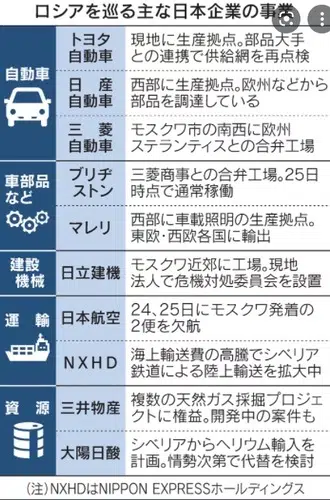 ロシアを巡る主な日本企業の事業
自動車
トヨタ
自動車
現地に生産拠点。部品大手
との連携で供給網を再点検
日産
自動車
西部に生産拠点。欧州などから
部品を調達している
三菱
自動車
モスクワ市の南西に欧州
ステランティスとの合弁工場
車部品
など
ブリヂ
ストン
三菱商事との合弁工場。25日
時点で通常稼働
マレリ
西部に車載照明の生産拠点。
東欧・西欧各国に輸出
建設
機械
日立建機
モスクワ近郊に工場。現地
法人で危機対処委員会を設置
運輸
日本航空
24、25日にモスクワ発着の
2便を欠航
NXHD
海上輸送費の高騰でシベリア
鉄道による陸上輸送を拡大中
資源
三井物産
複数の天然ガス採掘プロジェ
クトに権益。開発中の案件も
大陽日酸
シベリアからヘリウム輸入を
計画。情勢次第で代替を検討
(注)NXHDはNIPPON EXPRESSホールディングス